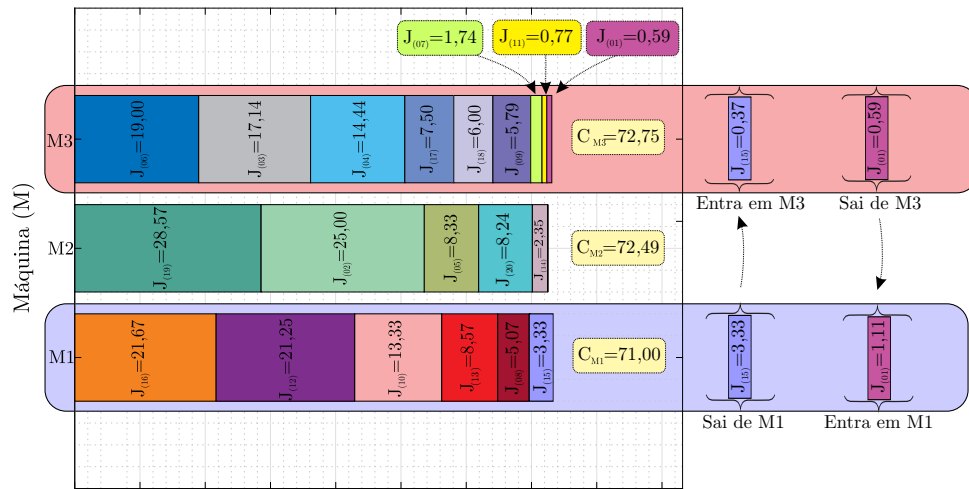 J(07)=1,74
J(11)=0,77
J(01)=0,59
Máquina (M)
M3
J(06)=19,00
J(03)=17,14
J(04)=14,44
J(17)=7,50
J(18)=6,00
J(09)=5,79
C_M3=72,75
J(15)=0,37
J(01)=0,59
Entra em M3
Sai de M3
M2
J(19)=28,57
J(02)=25,00
J(05)=8,33
J(20)=8,24
J(14)=2,35
C_M2=72,49
M1
J(16)=21,67
J(12)=21,25
J(10)=13,33
J(13)=8,57
J(08)=5,07
J(15)=3,33
C_M1=71,00
J(15)=3,33
J(01)=1,11
Sai de M1
Entra em M1